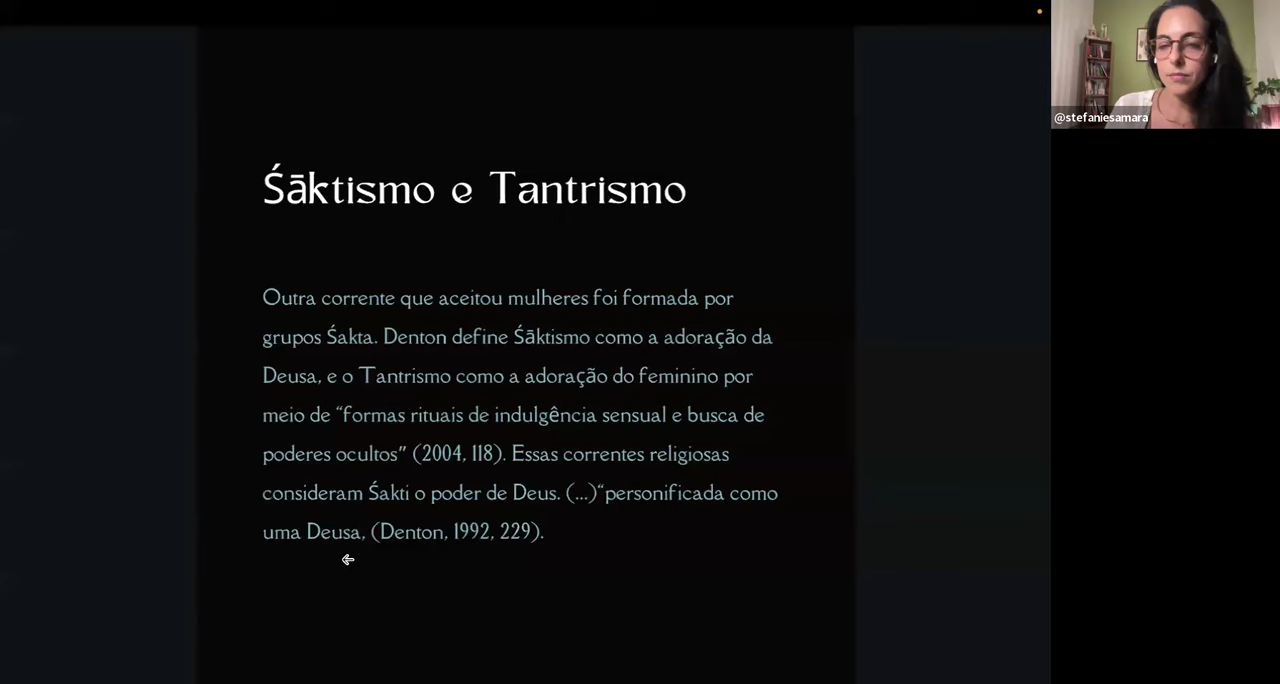 @stefaniesamara
Śāktismo e Tantrismo
Outra corrente que aceitou mulheres foi formada por
grupos Śakta. Denton define Śāktismo como a adoração da
Deusa, e o Tantrismo como a adoração do feminino por
meio de “formas rituais de indulgência sensual e busca de
poderes ocultos” (2004, 118). Essas correntes religiosas
consideram Śakti o poder de Deus. (...)“personificada como
uma Deusa, (Denton, 1992, 229).